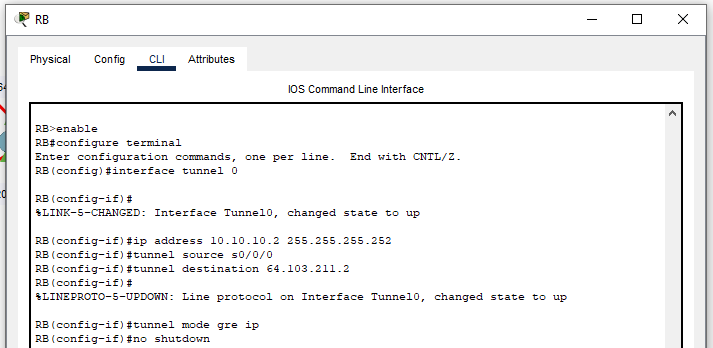 RB
Physical Config CLI Attributes
IOS Command Line Interface
RB>enable
RB#configure terminal
Enter configuration commands, one per line.  End with CNTL/Z.
RB(config)#interface tunnel 0
RB(config-if)#
%LINK-5-CHANGED: Interface Tunnel0, changed state to up
RB(config-if)#ip address 10.10.10.2 255.255.255.252
RB(config-if)#tunnel source s0/0/0
RB(config-if)#tunnel destination 64.103.211.2
RB(config-if)#
%LINEPROTO-5-UPDOWN: Line protocol on Interface Tunnel0, changed state to up
RB(config-if)#tunnel mode gre ip
RB(config-if)#no shutdown